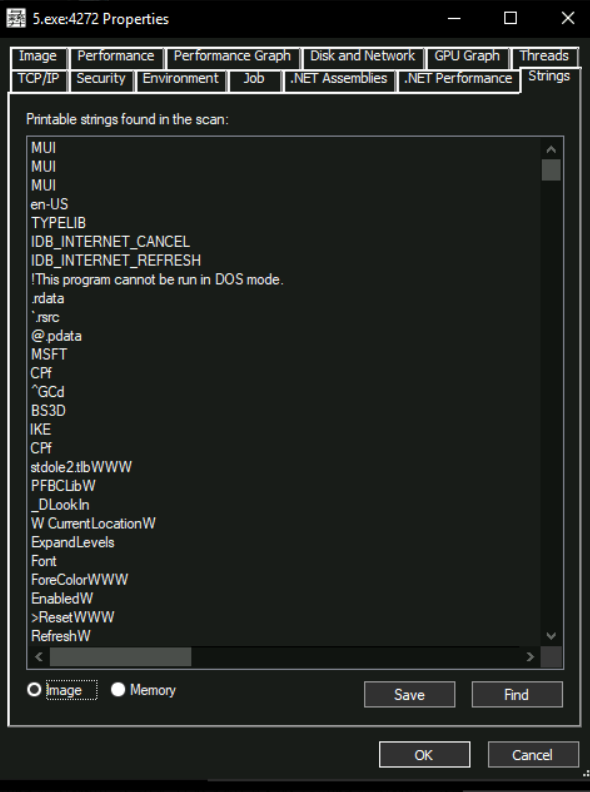 5.exe:4272 Properties
Image Performance Performance Graph Disk and Network GPU Graph Threads
TCP/IP Security Environment Job .NET Assemblies .NET Performance Strings
Printable strings found in the scan:
MUI
MUI
MUI
en-US
TYPELIB
IDB_INTERNET_CANCEL
IDB_INTERNET_REFRESH
!This program cannot be run in DOS mode.
.rdata
`.rsrc
@.pdata
MSFT
CPf
^GCd
BS3D
IKE
CPf
stdole2.tlbWWW
PFBCLibW
_DLookIn
W CurrentLocationW
ExpandLevels
Font
ForeColorWWW
EnabledW
>ResetWWW
RefreshW
Image Memory Save Find
OK Cancel